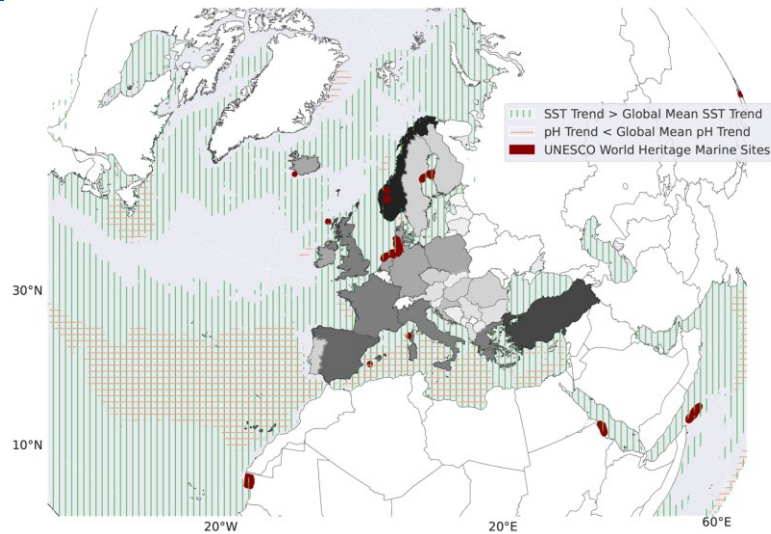 SST Trend > Global Mean SST Trend
pH Trend < Global Mean pH Trend
UNESCO World Heritage Marine Sites
30°N
10°N
20°W
20°E
60°E